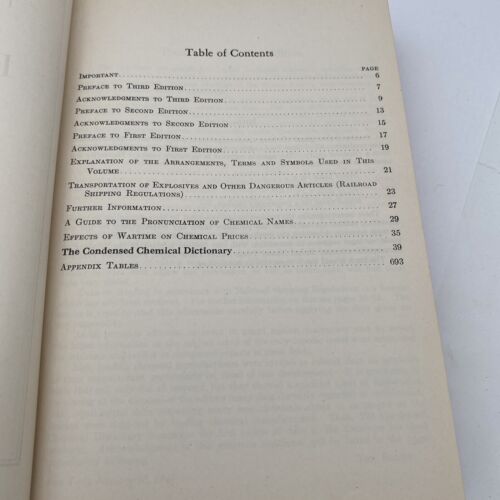 Table of Contents
PAGE
Important 6
Preface to Third Edition 7
Acknowledgments to Third Edition 9
Preface to Second Edition 13
Acknowledgments to Second Edition 15
Preface to First Edition 17
Acknowledgments to First Edition 19
Explanation of the Arrangements, Terms and Symbols Used in This
Volume 21
Transportation of Explosives and Other Dangerous Articles (Railroad
Shipping Regulations) 23
Further Information 27
A Guide to the Pronunciation of Chemical Names 29
Effects of Wartime on Chemical Prices 35
The Condensed Chemical Dictionary 39
Appendix Tables 693